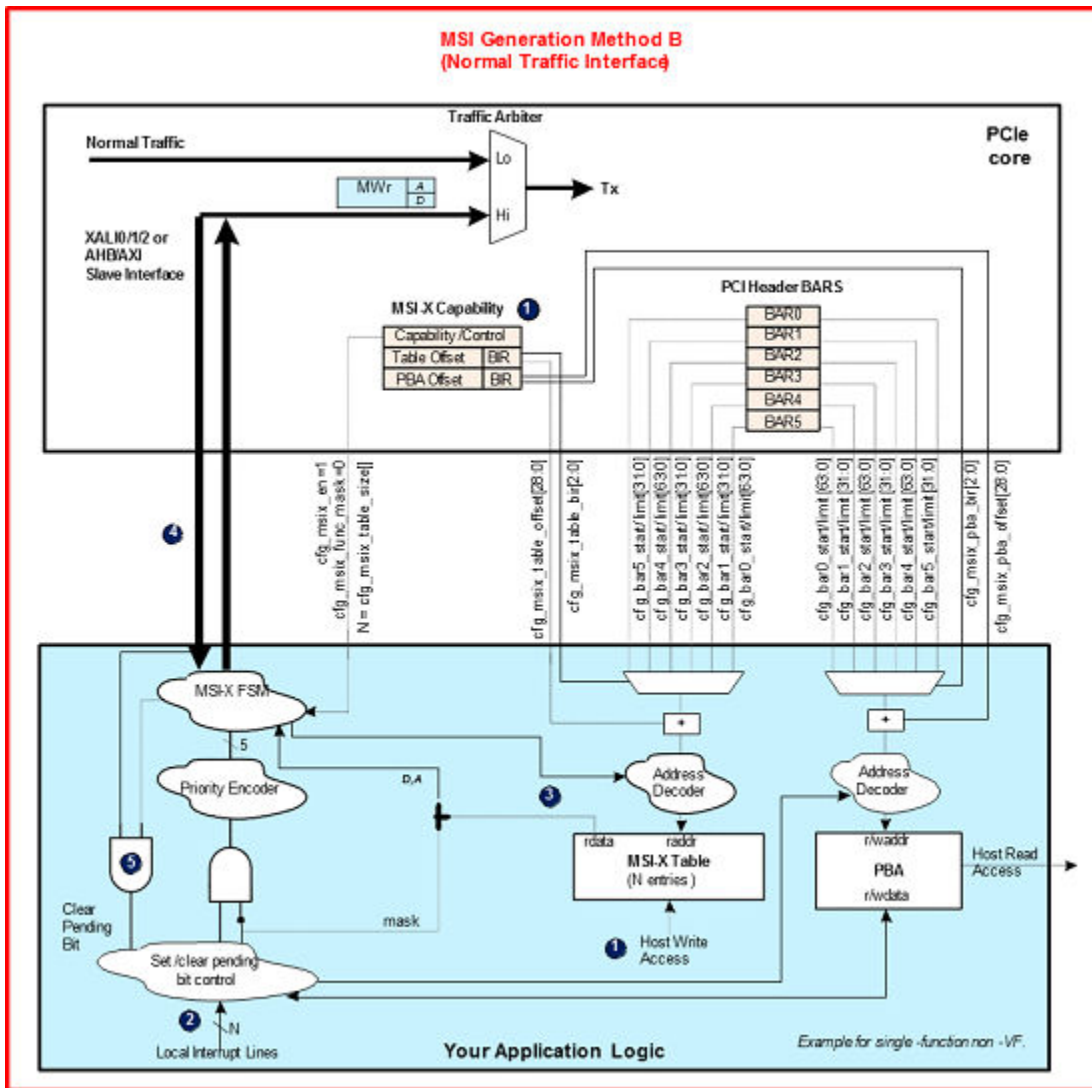 MSI Generation Method B
(Normal Traffic Interface)
Traffic Arbiter
PCIe
core
Normal Traffic
Lo
MWr
A
D
Tx
Hi
XALI0/1/2 or
AHB/AXI
Slave Interface
PCI Header BARS
MSI-X Capability
1
Capability/Control
Table Offset
BIR
PBA Offset
BIR
BAR0
BAR1
BAR2
BAR3
BAR4
BAR5
4
cfg_msix_en =1
cfg_msix_func_mask=0
N = cfg_msix_table_size[]
cfg_msix_table_offset[28:0]
cfg_msix_table_bir[2:0]
cfg_bar5_start/limit[31:0]
cfg_bar4_start/limit[63:0]
cfg_bar3_start/limit[31:0]
cfg_bar2_start/limit[63:0]
cfg_bar1_start/limit[31:0]
cfg_bar0_start/limit[63:0]
cfg_bar0_start/limit[63:0]
cfg_bar1_start/limit[31:0]
cfg_bar2_start/limit[63:0]
cfg_bar3_start/limit[31:0]
cfg_bar4_start/limit[63:0]
cfg_bar5_start/limit[31:0]
cfg_msix_pba_bir[2:0]
cfg_msix_pba_offset[28:0]
MSI-X FSM
5
+
+
D,A
Priority Encoder
3
Address
Decoder
Address
Decoder
rdata
raddr
MSI-X Table
(N entries)
r/waddr
PBA
r/wdata
Host Read
Access
5
Clear
Pending
Bit
mask
1
Host Write
Access
Set/clear pending
bit control
2
N
Local Interrupt Lines
Your Application Logic
Example for single-function non-VF.